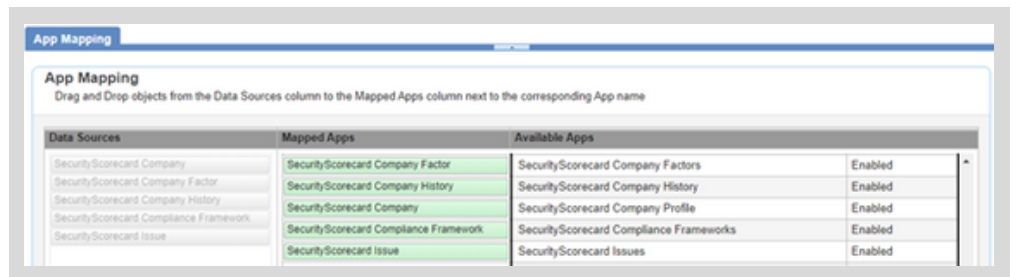 App Mapping
App Mapping
Drag and Drop objects from the Data Sources column to the Mapped Apps column next to the corresponding App name
Data Sources Mapped Apps Available Apps
SecurityScorecard Company SecurityScorecard Company Factor SecurityScorecard Company Factors Enabled
SecurityScorecard Company Factor SecurityScorecard Company History SecurityScorecard Company History Enabled
SecurityScorecard Company History SecurityScorecard Company SecurityScorecard Company Profile Enabled
SecurityScorecard Compliance Framework SecurityScorecard Compliance Framework SecurityScorecard Compliance Frameworks Enabled
SecurityScorecard Issue SecurityScorecard Issue SecurityScorecard Issues Enabled